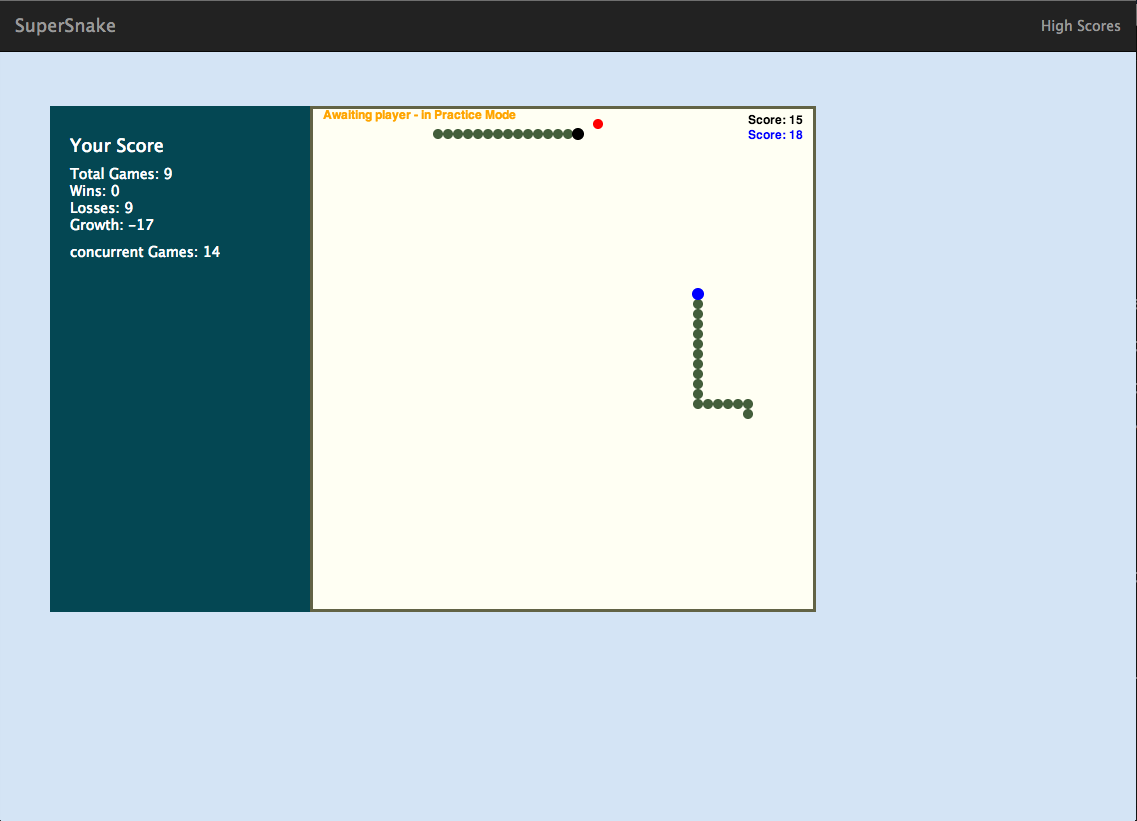 SuperSnake
High Scores
Your Score
Total Games: 9
Wins: 0
Losses: 9
Growth: -17
concurrent Games: 14
Awaiting player - in Practice Mode
Score: 15
Score: 18